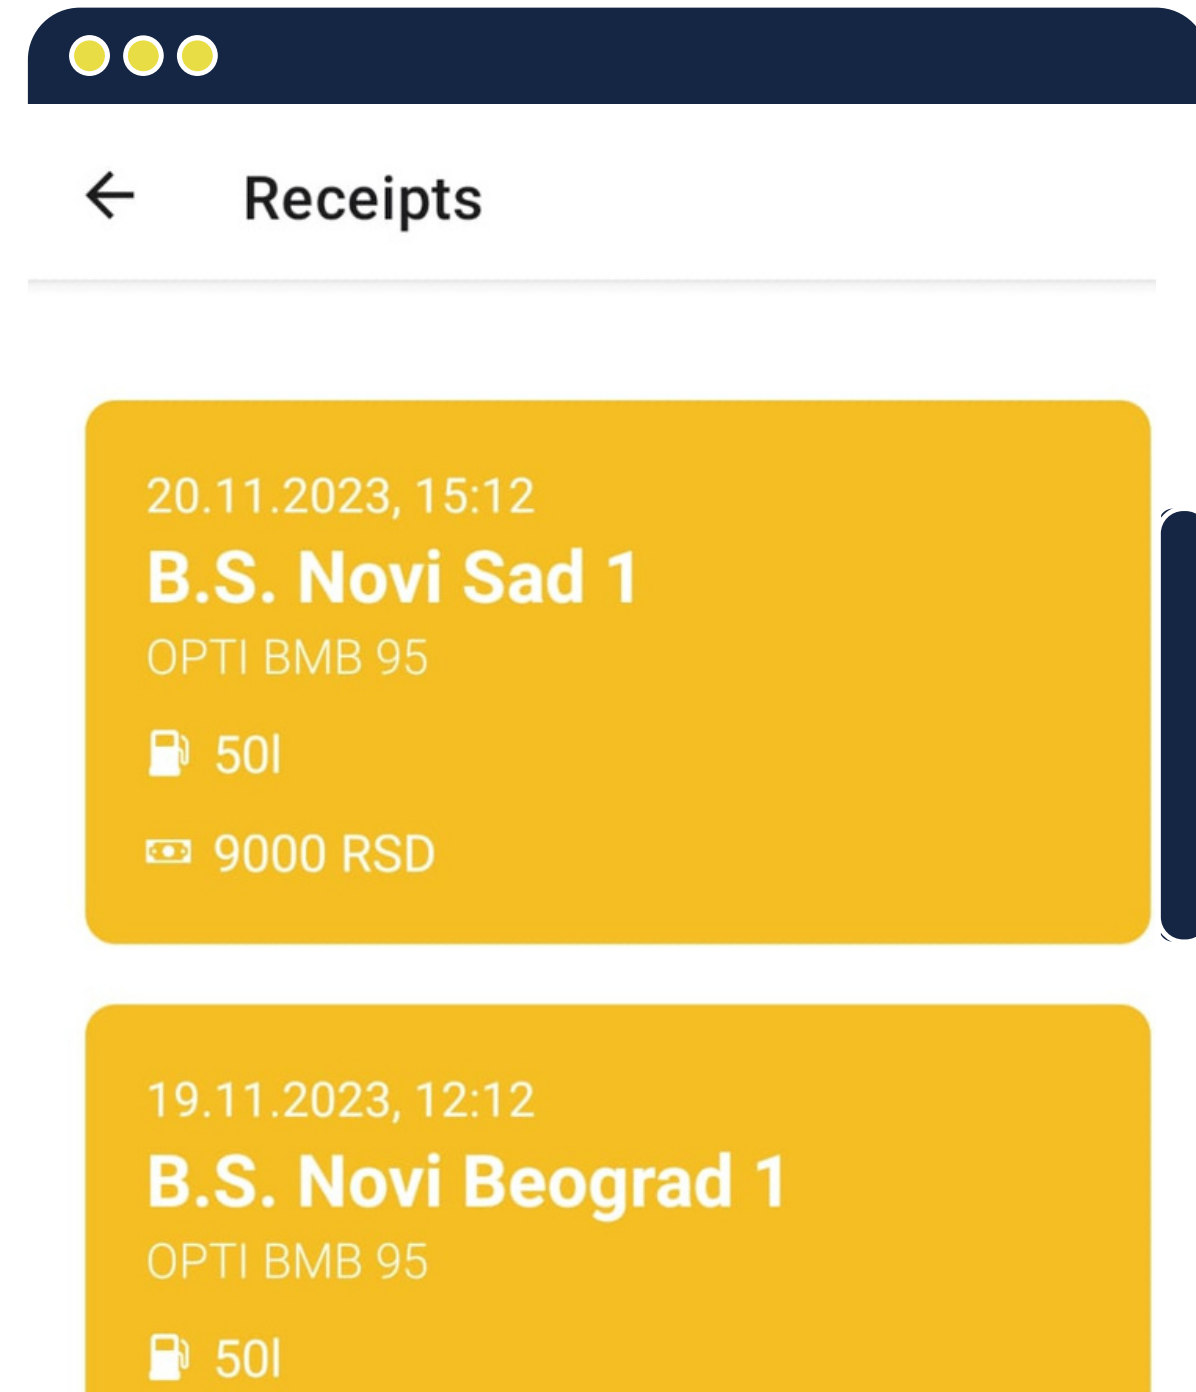 Receipts
20.11.2023, 15:12
B.S. Novi Sad 1
OPTI BMB 95
50l
9000 RSD
19.11.2023, 12:12
B.S. Novi Beograd 1
OPTI BMB 95
50l